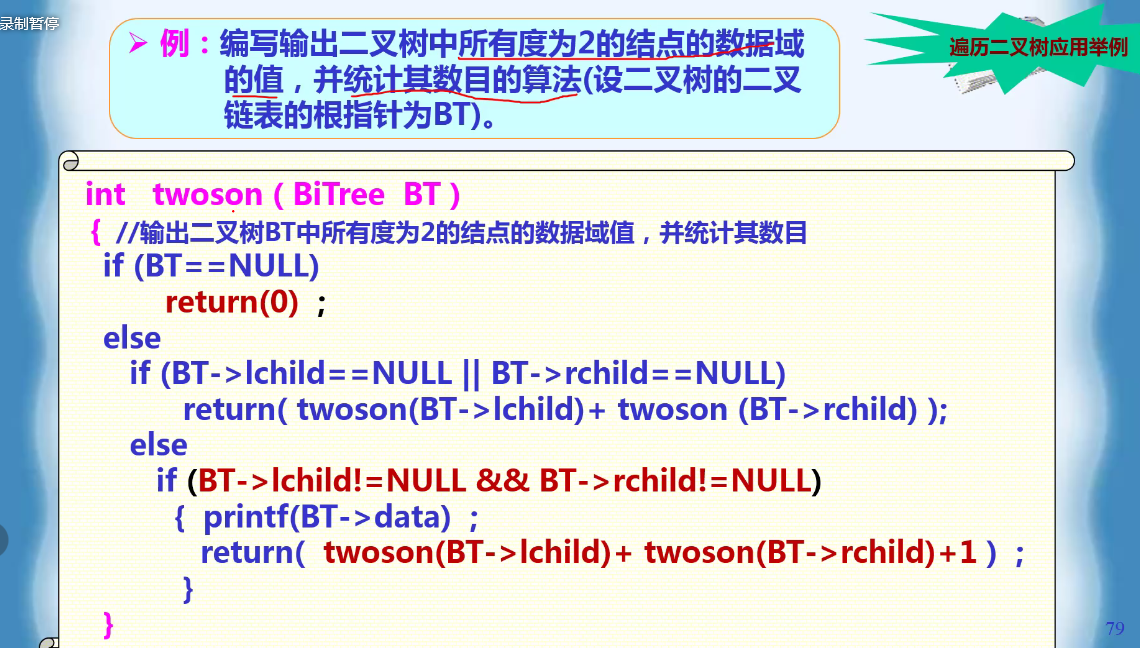 录制暂停
➢ 例：编写输出二叉树中所有度为2的结点的数据域
的值，并统计其数目的算法(设二叉树的二叉
链表的根指针为BT)。
遍历二叉树应用举例
int twoson ( BiTree BT )
{ //输出二叉树BT中所有度为2的结点的数据域值，并统计其数目
if (BT==NULL)
return(0) ;
else
if (BT->lchild==NULL || BT->rchild==NULL)
return( twoson(BT->lchild)+ twoson (BT->rchild) );
else
if (BT->lchild!=NULL && BT->rchild!=NULL)
{ printf(BT->data) ;
return( twoson(BT->lchild)+ twoson(BT->rchild)+1 ) ;
}
}
79